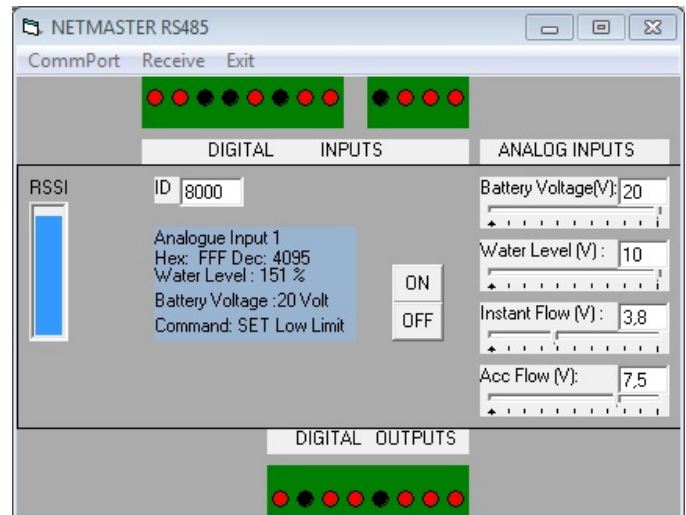 NETMASTER RS485
CommPort Receive Exit
DIGITAL INPUTS
ANALOG INPUTS
RSSI
ID 8000
Analogue Input 1
Hex: FFF Dec: 4095
Water Level : 151 %
Battery Voltage :20 Volt
Command: SET Low Limit
ON
OFF
Battery Voltage(V): 20
Water Level (V) : 10
Instant Flow (V) : 3,8
Acc Flow (V): 7,5
DIGITAL OUTPUTS